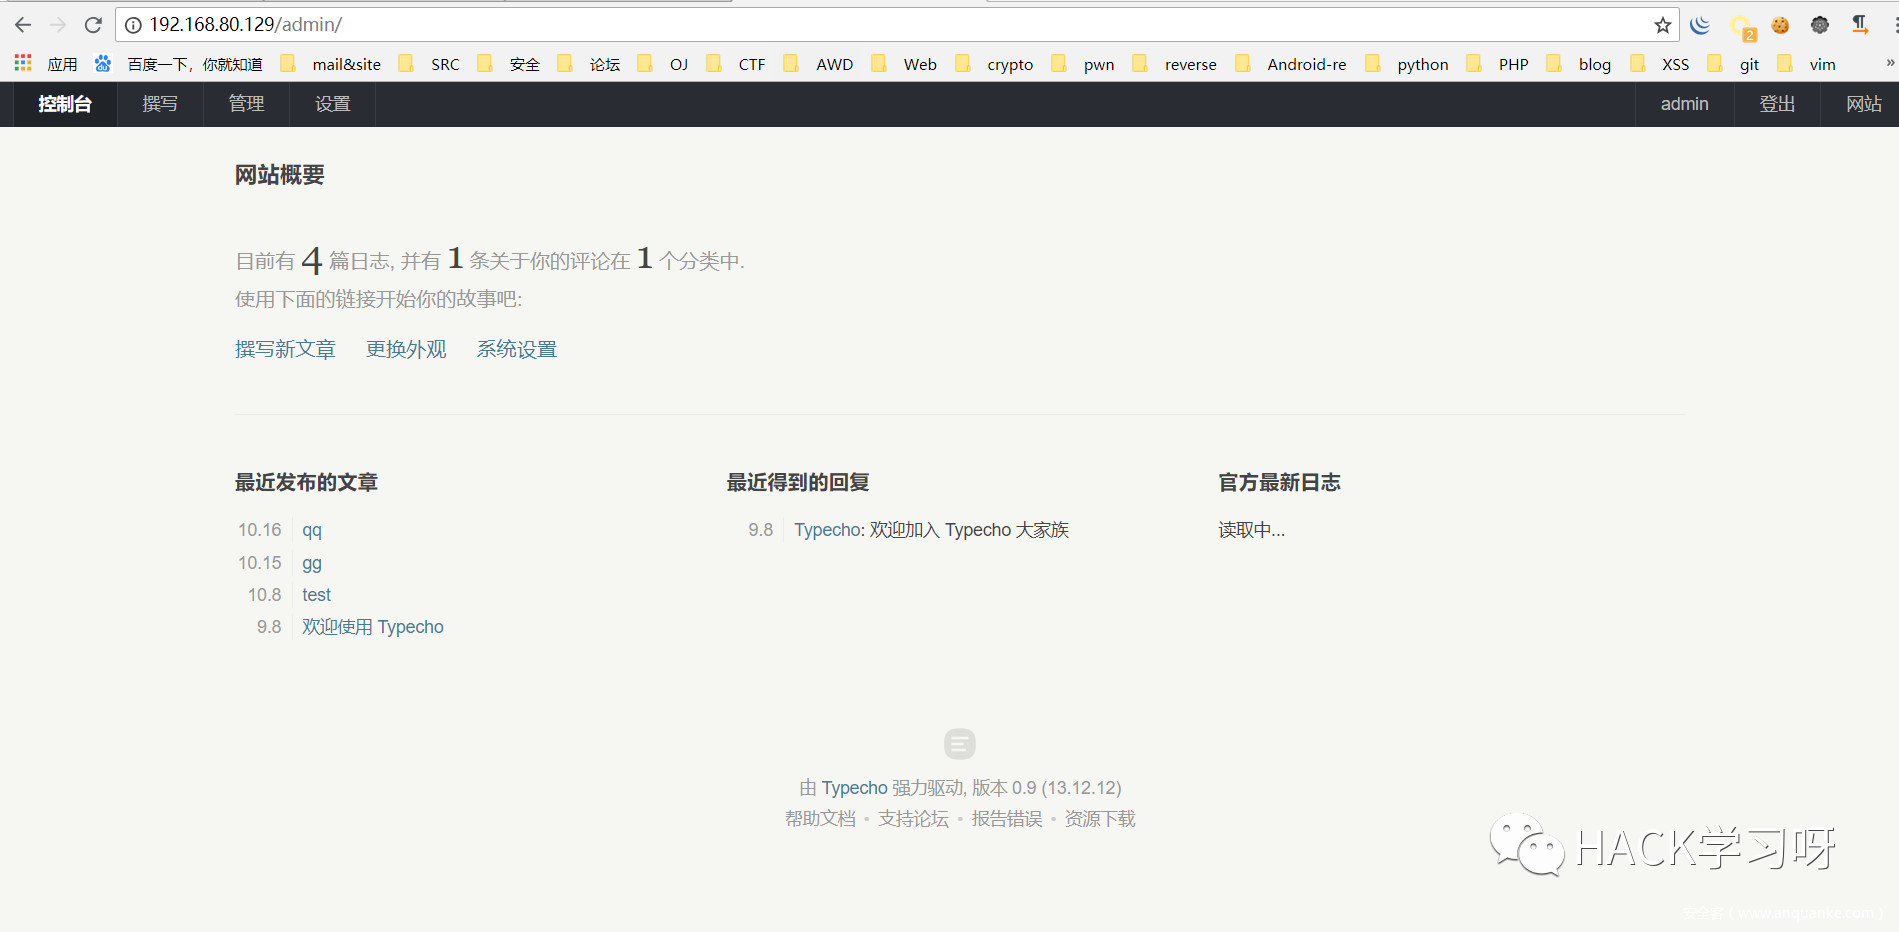 192.168.80.129/admin/
应用 百度一下，你就知道 mail&site SRC 安全 论坛 OJ CTF AWD Web crypto pwn reverse Android-re python PHP blog XSS git vim »
控制台 撰写 管理 设置 admin 登出 网站
网站概要
目前有 4 篇日志, 并有 1 条关于你的评论在 1 个分类中.
使用下面的链接开始你的故事吧:
撰写新文章 更换外观 系统设置
最近发布的文章
10.16 qq
10.15 gg
10.8 test
9.8 欢迎使用 Typecho
最近得到的回复
9.8 Typecho: 欢迎加入 Typecho 大家族
官方最新日志
读取中...
由 Typecho 强力驱动, 版本 0.9 (13.12.12)
帮助文档 • 支持论坛 • 报告错误 • 资源下载
HACK学习呀
安全客 ( www.anquanke.com )
2